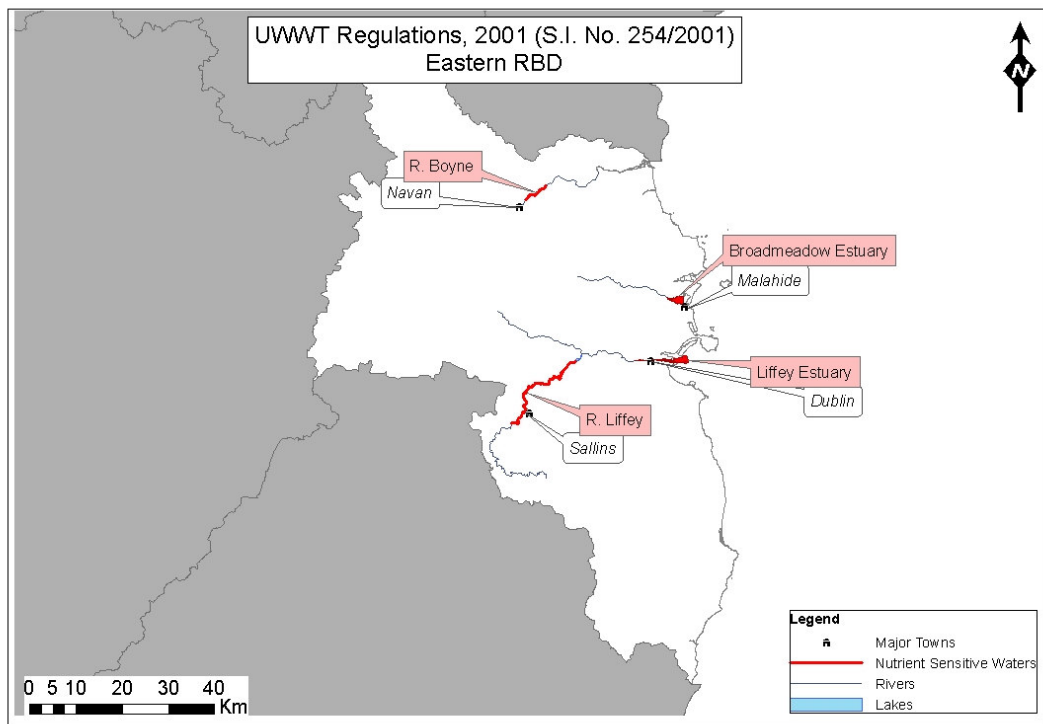 UWWT Regulations, 2001 (S.I. No. 254/2001)
Eastern RBD
N
R. Boyne
Navan
Broadmeadow Estuary
Malahide
Liffey Estuary
Dublin
R. Liffey
Sallins
Legend
Major Towns
Nutrient Sensitive Waters
Rivers
Lakes
0 5 10 20 30 40
Km